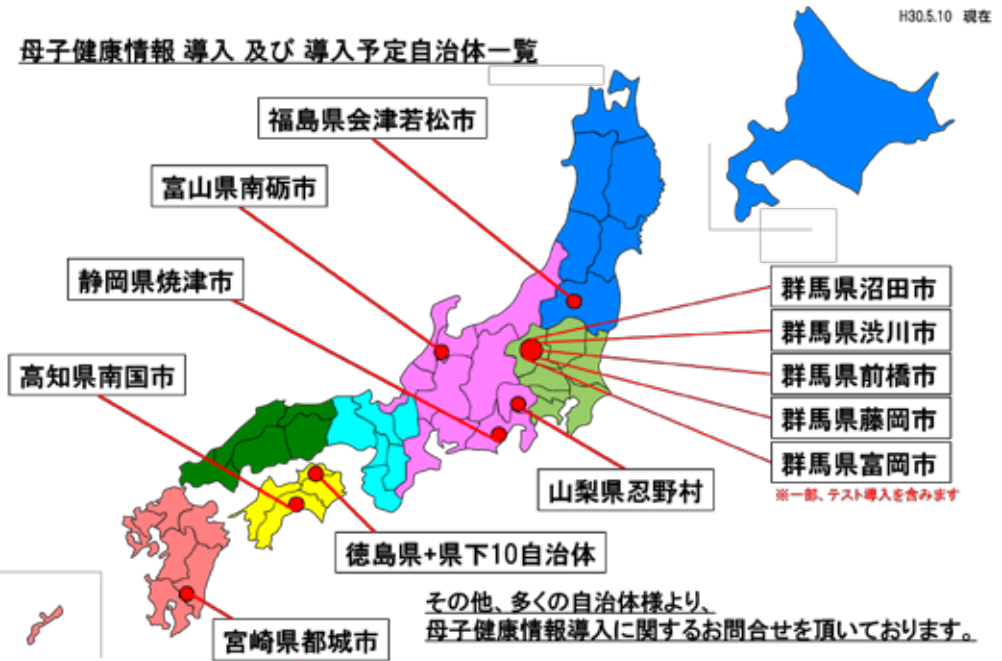 H30.5.10 現在
母子健康情報 導入 及び 導入予定自治体一覧
福島県会津若松市
富山県南砺市
静岡県焼津市
高知県南国市
群馬県沼田市
群馬県渋川市
群馬県前橋市
群馬県藤岡市
群馬県富岡市
※一部、テスト導入を含みます
山梨県忍野村
徳島県+県下10自治体
宮崎県都城市
その他、多くの自治体様より、
母子健康情報導入に関するお問合せを頂いております。